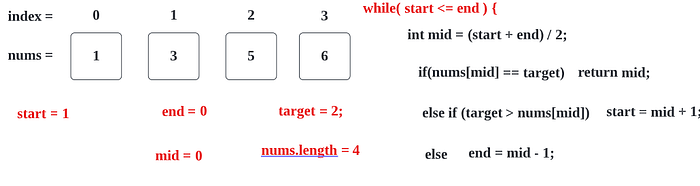 index = 0 1 2 3
nums = 1 3 5 6
start = 1 end = 0 target = 2;
mid = 0 nums.length = 4
while( start <= end ) {
int mid = (start + end) / 2;
if(nums[mid] == target) return mid;
else if (target > nums[mid]) start = mid + 1;
else end = mid - 1;